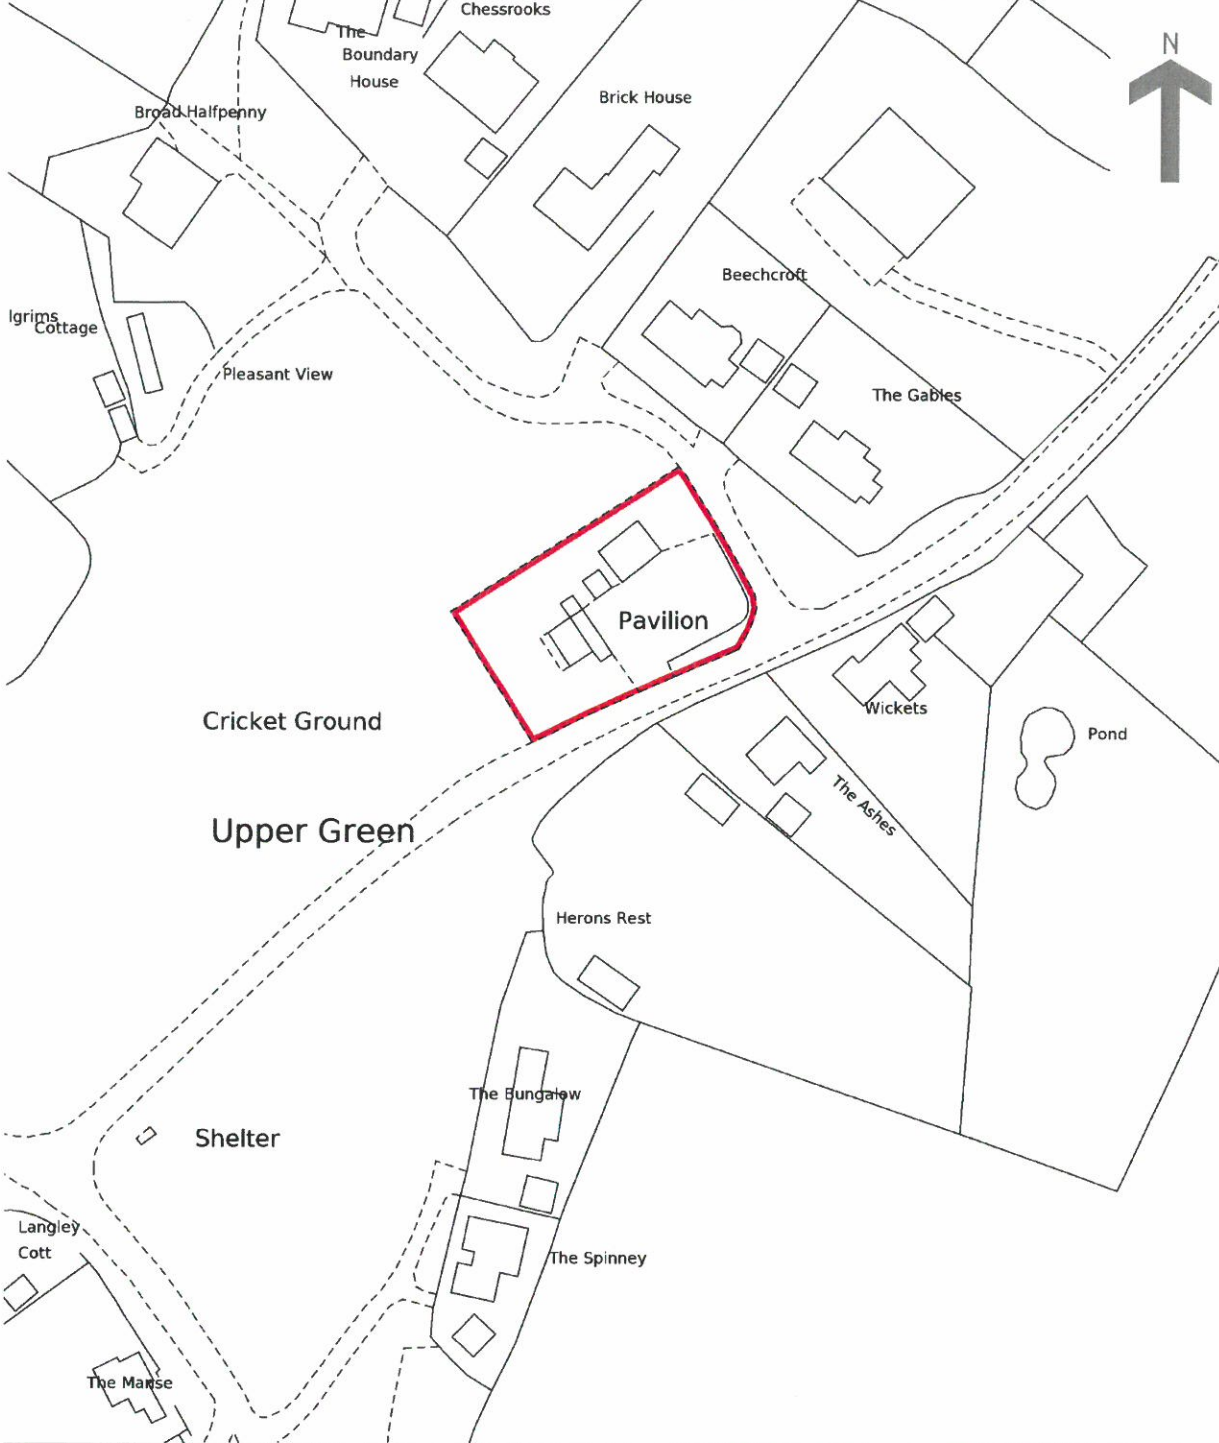 Chessrooks
The
Boundary
House
N
Brick House
Broad Halfpenny
Beechcroft
lgrims
Cottage
Pleasant View
The Gables
Pavilion
Wickets
Cricket Ground
Pond
The Ashes
Upper Green
Herons Rest
The Bungalow
Shelter
Langley
Cott
The Spinney
The Manse